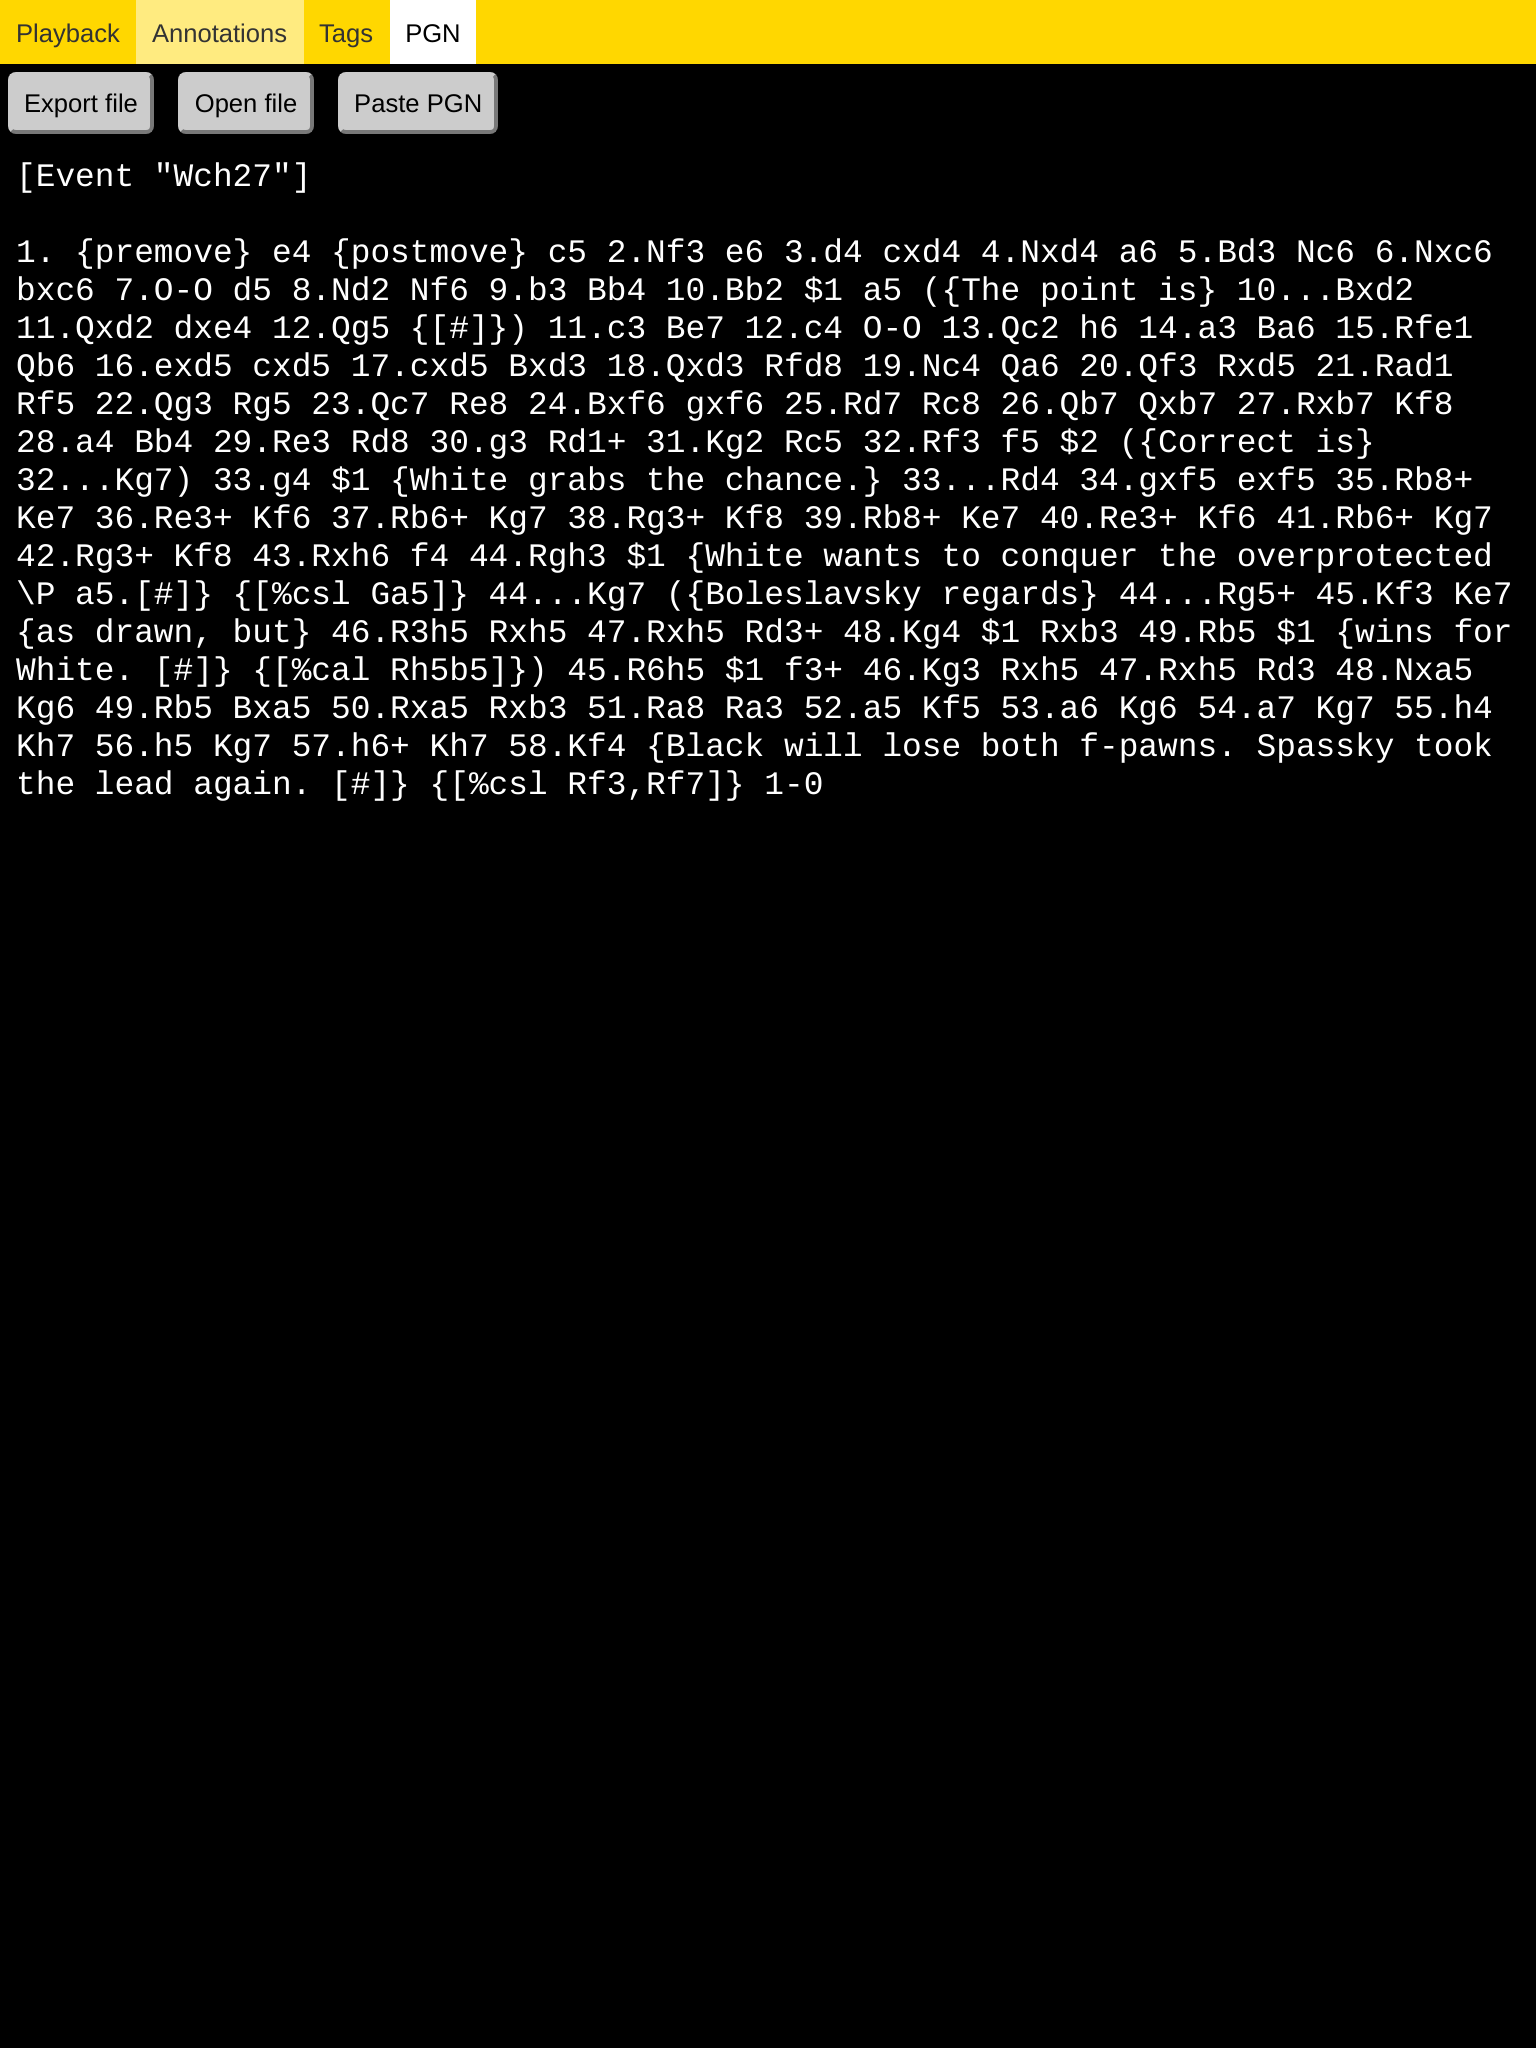 Playback Annotations Tags PGN
Export file Open file Paste PGN
[Event "Wch27"]
1. {premove} e4 {postmove} c5 2.Nf3 e6 3.d4 cxd4 4.Nxd4 a6 5.Bd3 Nc6 6.Nxc6
bxc6 7.O-O d5 8.Nd2 Nf6 9.b3 Bb4 10.Bb2 $1 a5 ({The point is} 10...Bxd2
11.Qxd2 dxe4 12.Qg5 {[#]}) 11.c3 Be7 12.c4 O-O 13.Qc2 h6 14.a3 Ba6 15.Rfe1
Qb6 16.exd5 cxd5 17.cxd5 Bxd3 18.Qxd3 Rfd8 19.Nc4 Qa6 20.Qf3 Rxd5 21.Rad1
Rf5 22.Qg3 Rg5 23.Qc7 Re8 24.Bxf6 gxf6 25.Rd7 Rc8 26.Qb7 Qxb7 27.Rxb7 Kf8
28.a4 Bb4 29.Re3 Rd8 30.g3 Rd1+ 31.Kg2 Rc5 32.Rf3 f5 $2 ({Correct is}
32...Kg7) 33.g4 $1 {White grabs the chance.} 33...Rd4 34.gxf5 exf5 35.Rb8+
Ke7 36.Re3+ Kf6 37.Rb6+ Kg7 38.Rg3+ Kf8 39.Rb8+ Ke7 40.Re3+ Kf6 41.Rb6+ Kg7
42.Rg3+ Kf8 43.Rxh6 f4 44.Rgh3 $1 {White wants to conquer the overprotected
\P a5.[#]} {[%csl Ga5]} 44...Kg7 ({Boleslavsky regards} 44...Rg5+ 45.Kf3 Ke7
{as drawn, but} 46.R3h5 Rxh5 47.Rxh5 Rd3+ 48.Kg4 $1 Rxb3 49.Rb5 $1 {wins for
White. [#]} {[%cal Rh5b5]}) 45.R6h5 $1 f3+ 46.Kg3 Rxh5 47.Rxh5 Rd3 48.Nxa5
Kg6 49.Rb5 Bxa5 50.Rxa5 Rxb3 51.Ra8 Ra3 52.a5 Kf5 53.a6 Kg6 54.a7 Kg7 55.h4
Kh7 56.h5 Kg7 57.h6+ Kh7 58.Kf4 {Black will lose both f-pawns. Spassky took
the lead again. [#]} {[%csl Rf3,Rf7]} 1-0